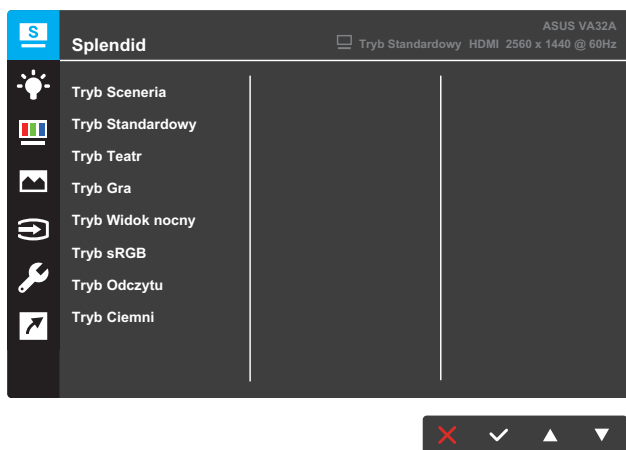 S
ASUS VA32A
Splendid
Tryb Standardowy HDMI 2560 x 1440 @ 60Hz
Tryb Sceneria
Tryb Standardowy
Tryb Teatr
Tryb Gra
Tryb Widok nocny
Tryb sRGB
Tryb Odczytu
Tryb Ciemni